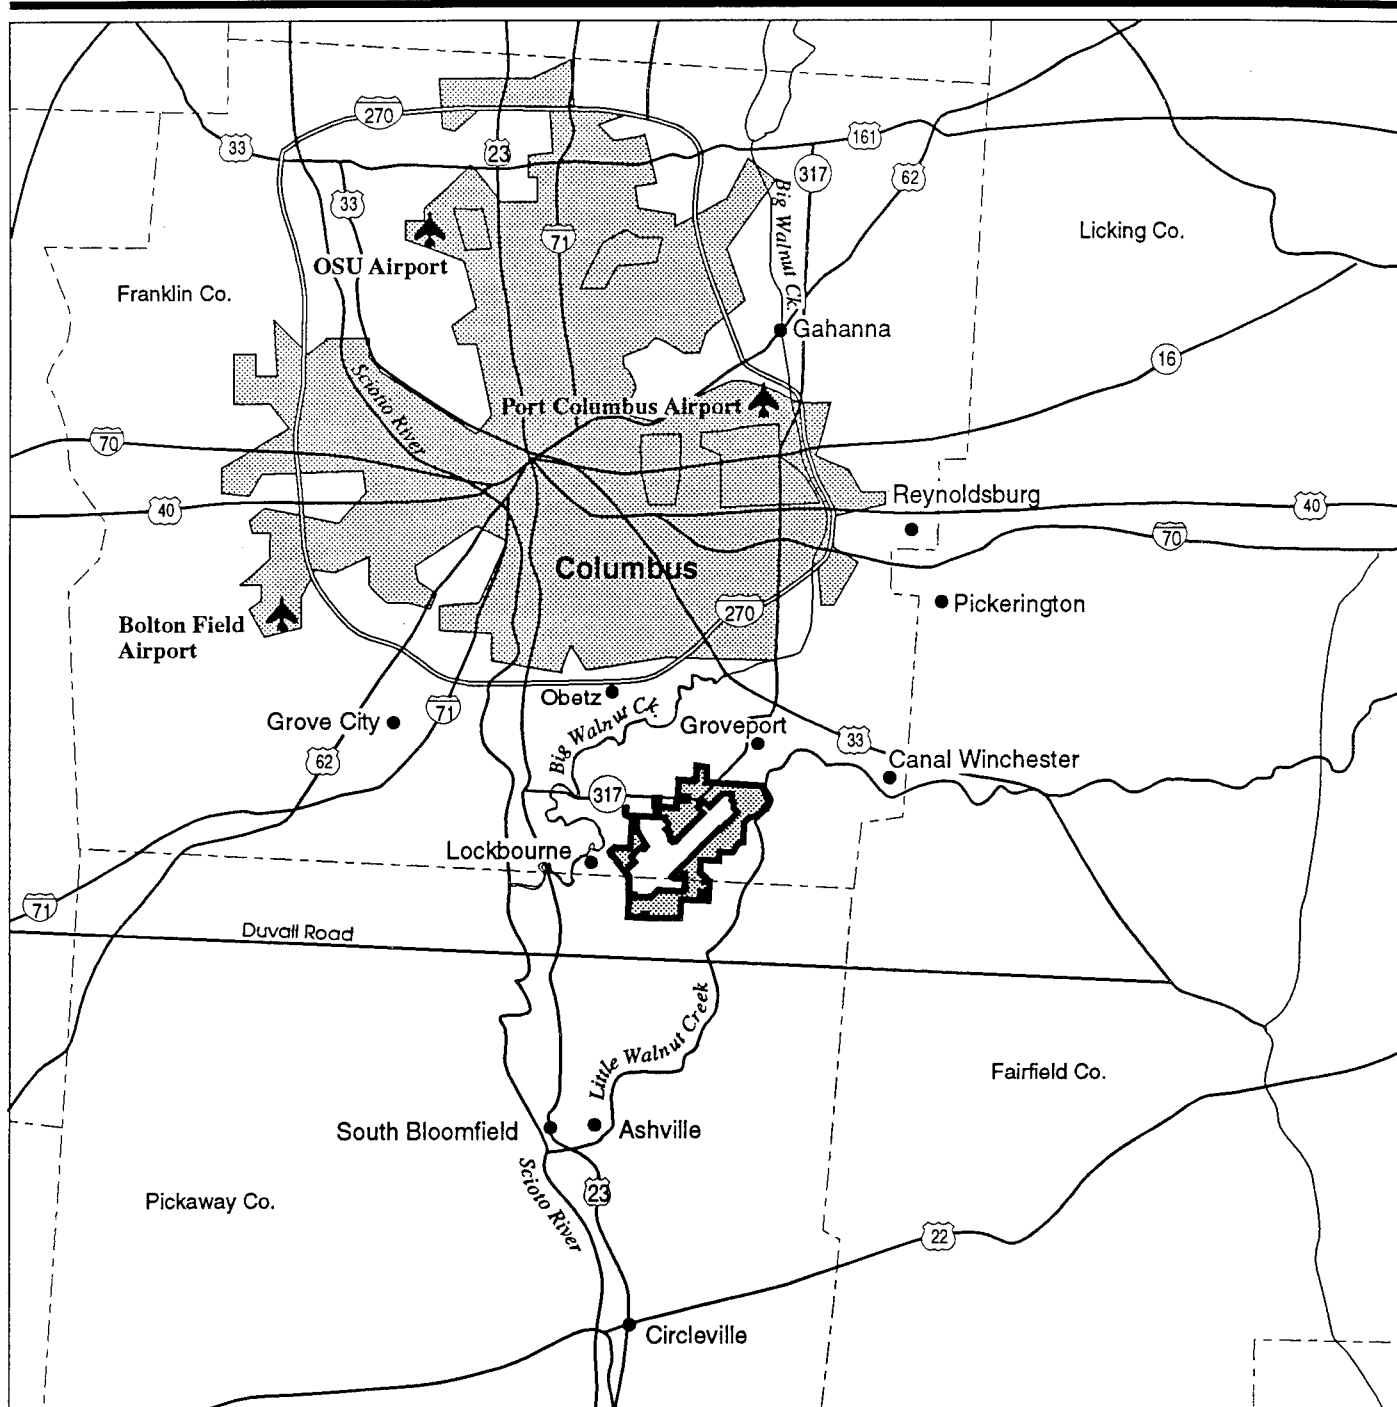 270
33
23
161
317
62
33
71
Big Walnut Ck.
Licking Co.
OSU Airport
Franklin Co.
Gahanna
16
Sciono River
Port Columbus Airport
70
Reynoldsburg
40
40
70
Columbus
Pickerington
270
Bolton Field
Airport
Obetz
Grove City
71
Big Walnut Ck.
Groveport
33
62
Canal Winchester
317
Lockbourne
71
Duvall Road
Little Walnut Creek
Fairfield Co.
South Bloomfield
Ashville
Scioto River
23
Pickaway Co.
22
Circleville